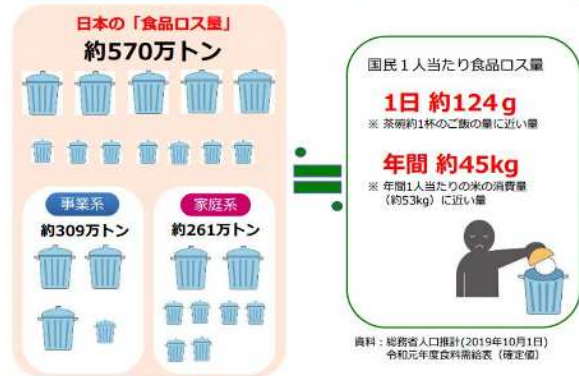 日本の「食品ロス量」
約570万トン
事業系
約309万トン
家庭系
約261万トン
国民1人当たり食品ロス量
1日 約124g
※ 茶碗約1杯のご飯の量に近い量
年間 約45kg
※ 年間1人当たりの米の消費量
（約53kg）に近い量
資料：総務省人口推計(2019年10月1日)
令和元年度食料需給表（確定値）